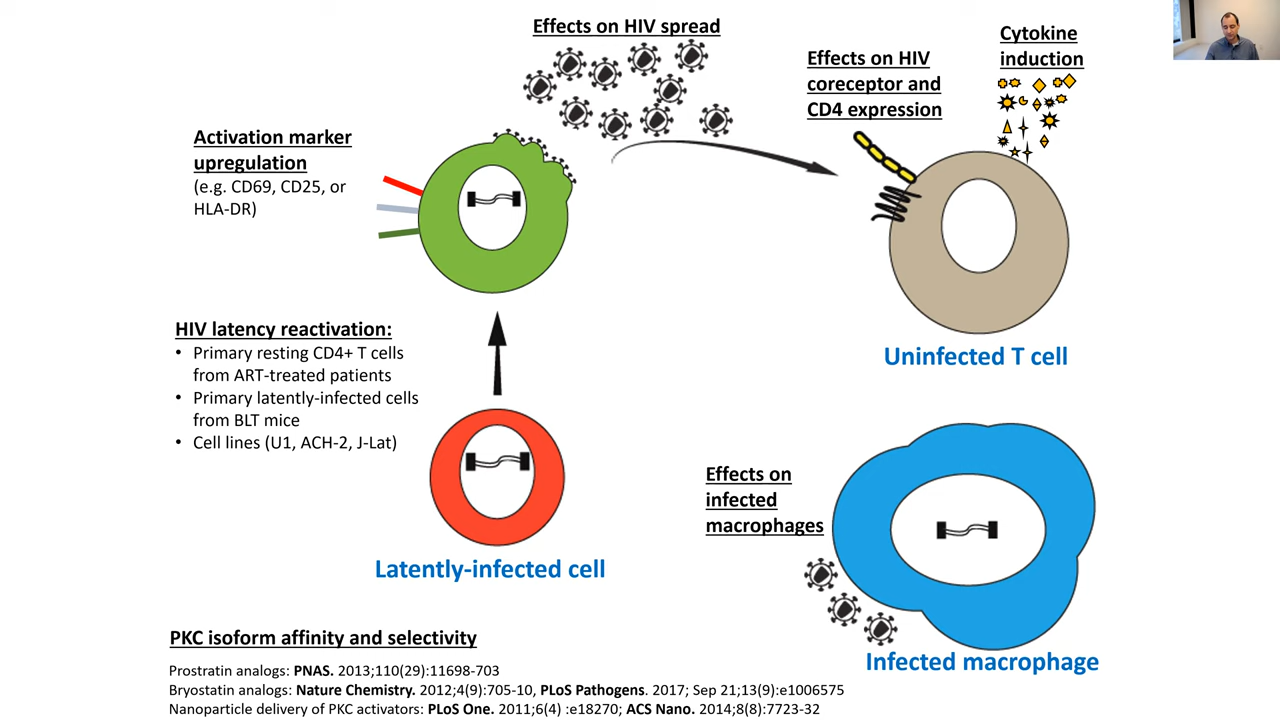 Effects on HIV spread
Effects on HIV
coreceptor and
CD4 expression
Cytokine
induction
Activation marker
upregulation
(e.g. CD69, CD25, or
HLA-DR)
HIV latency reactivation:
• Primary resting CD4+ T cells
from ART-treated patients
• Primary latently-infected cells
from BLT mice
• Cell lines (U1, ACH-2, J-Lat)
Uninfected T cell
Effects on
infected
macrophages
Latently-infected cell
Infected macrophage
PKC isoform affinity and selectivity
Prostratin analogs: PNAS. 2013;110(29):11698-703
Bryostatin analogs: Nature Chemistry. 2012;4(9):705-10, PLoS Pathogens. 2017; Sep 21;13(9):e1006575
Nanoparticle delivery of PKC activators: PLoS One. 2011;6(4) :e18270; ACS Nano. 2014;8(8):7723-32